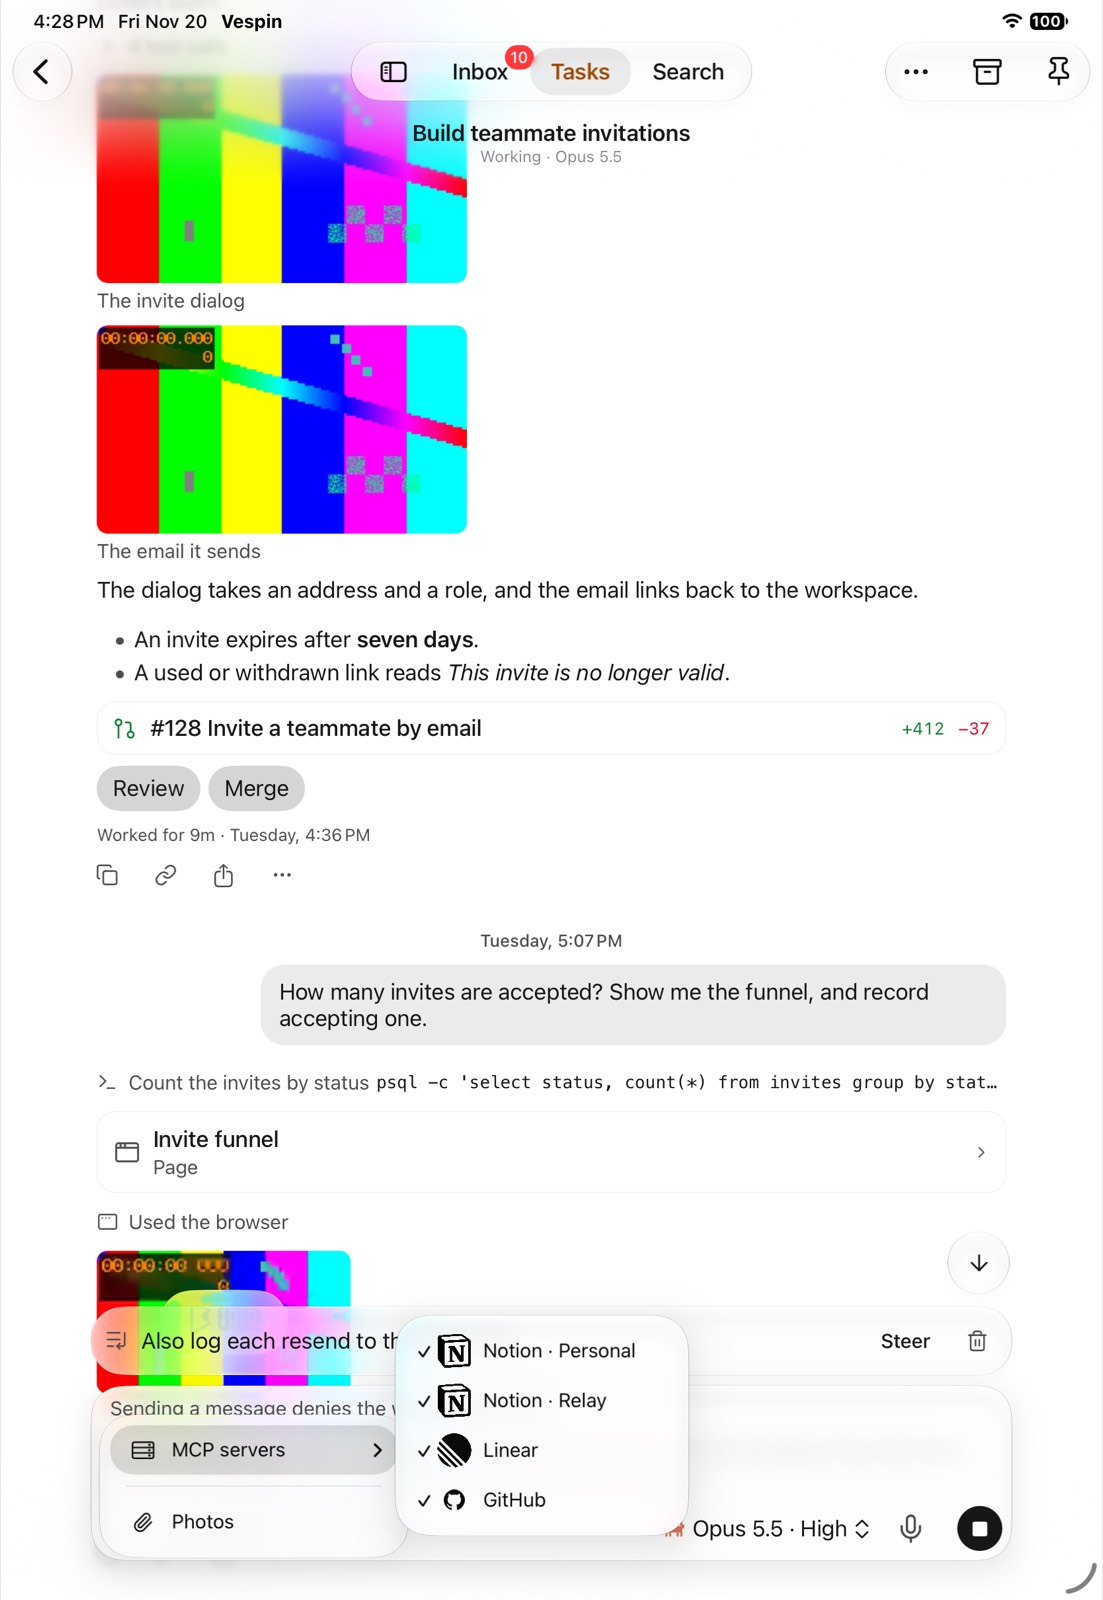 4:28 PM Fri Nov 20 Vespin
100
Inbox
10
Tasks
Search
Build teammate invitations
Working · Opus 5.5
The invite dialog
00:00:00.000
0
The email it sends
The dialog takes an address and a role, and the email links back to the workspace.
• An invite expires after seven days.
• A used or withdrawn link reads This invite is no longer valid.
#128 Invite a teammate by email
+412 −37
Review
Merge
Worked for 9m · Tuesday, 4:36 PM
Tuesday, 5:07 PM
How many invites are accepted? Show me the funnel, and record
accepting one.
Count the invites by status psql -c 'select status, count(*) from invites group by stat…
Invite funnel
Page
Used the browser
Also log each resend to
Steer
Sending a message denies the
MCP servers
Photos
Notion · Personal
Notion · Relay
Linear
GitHub
Opus 5.5 · High